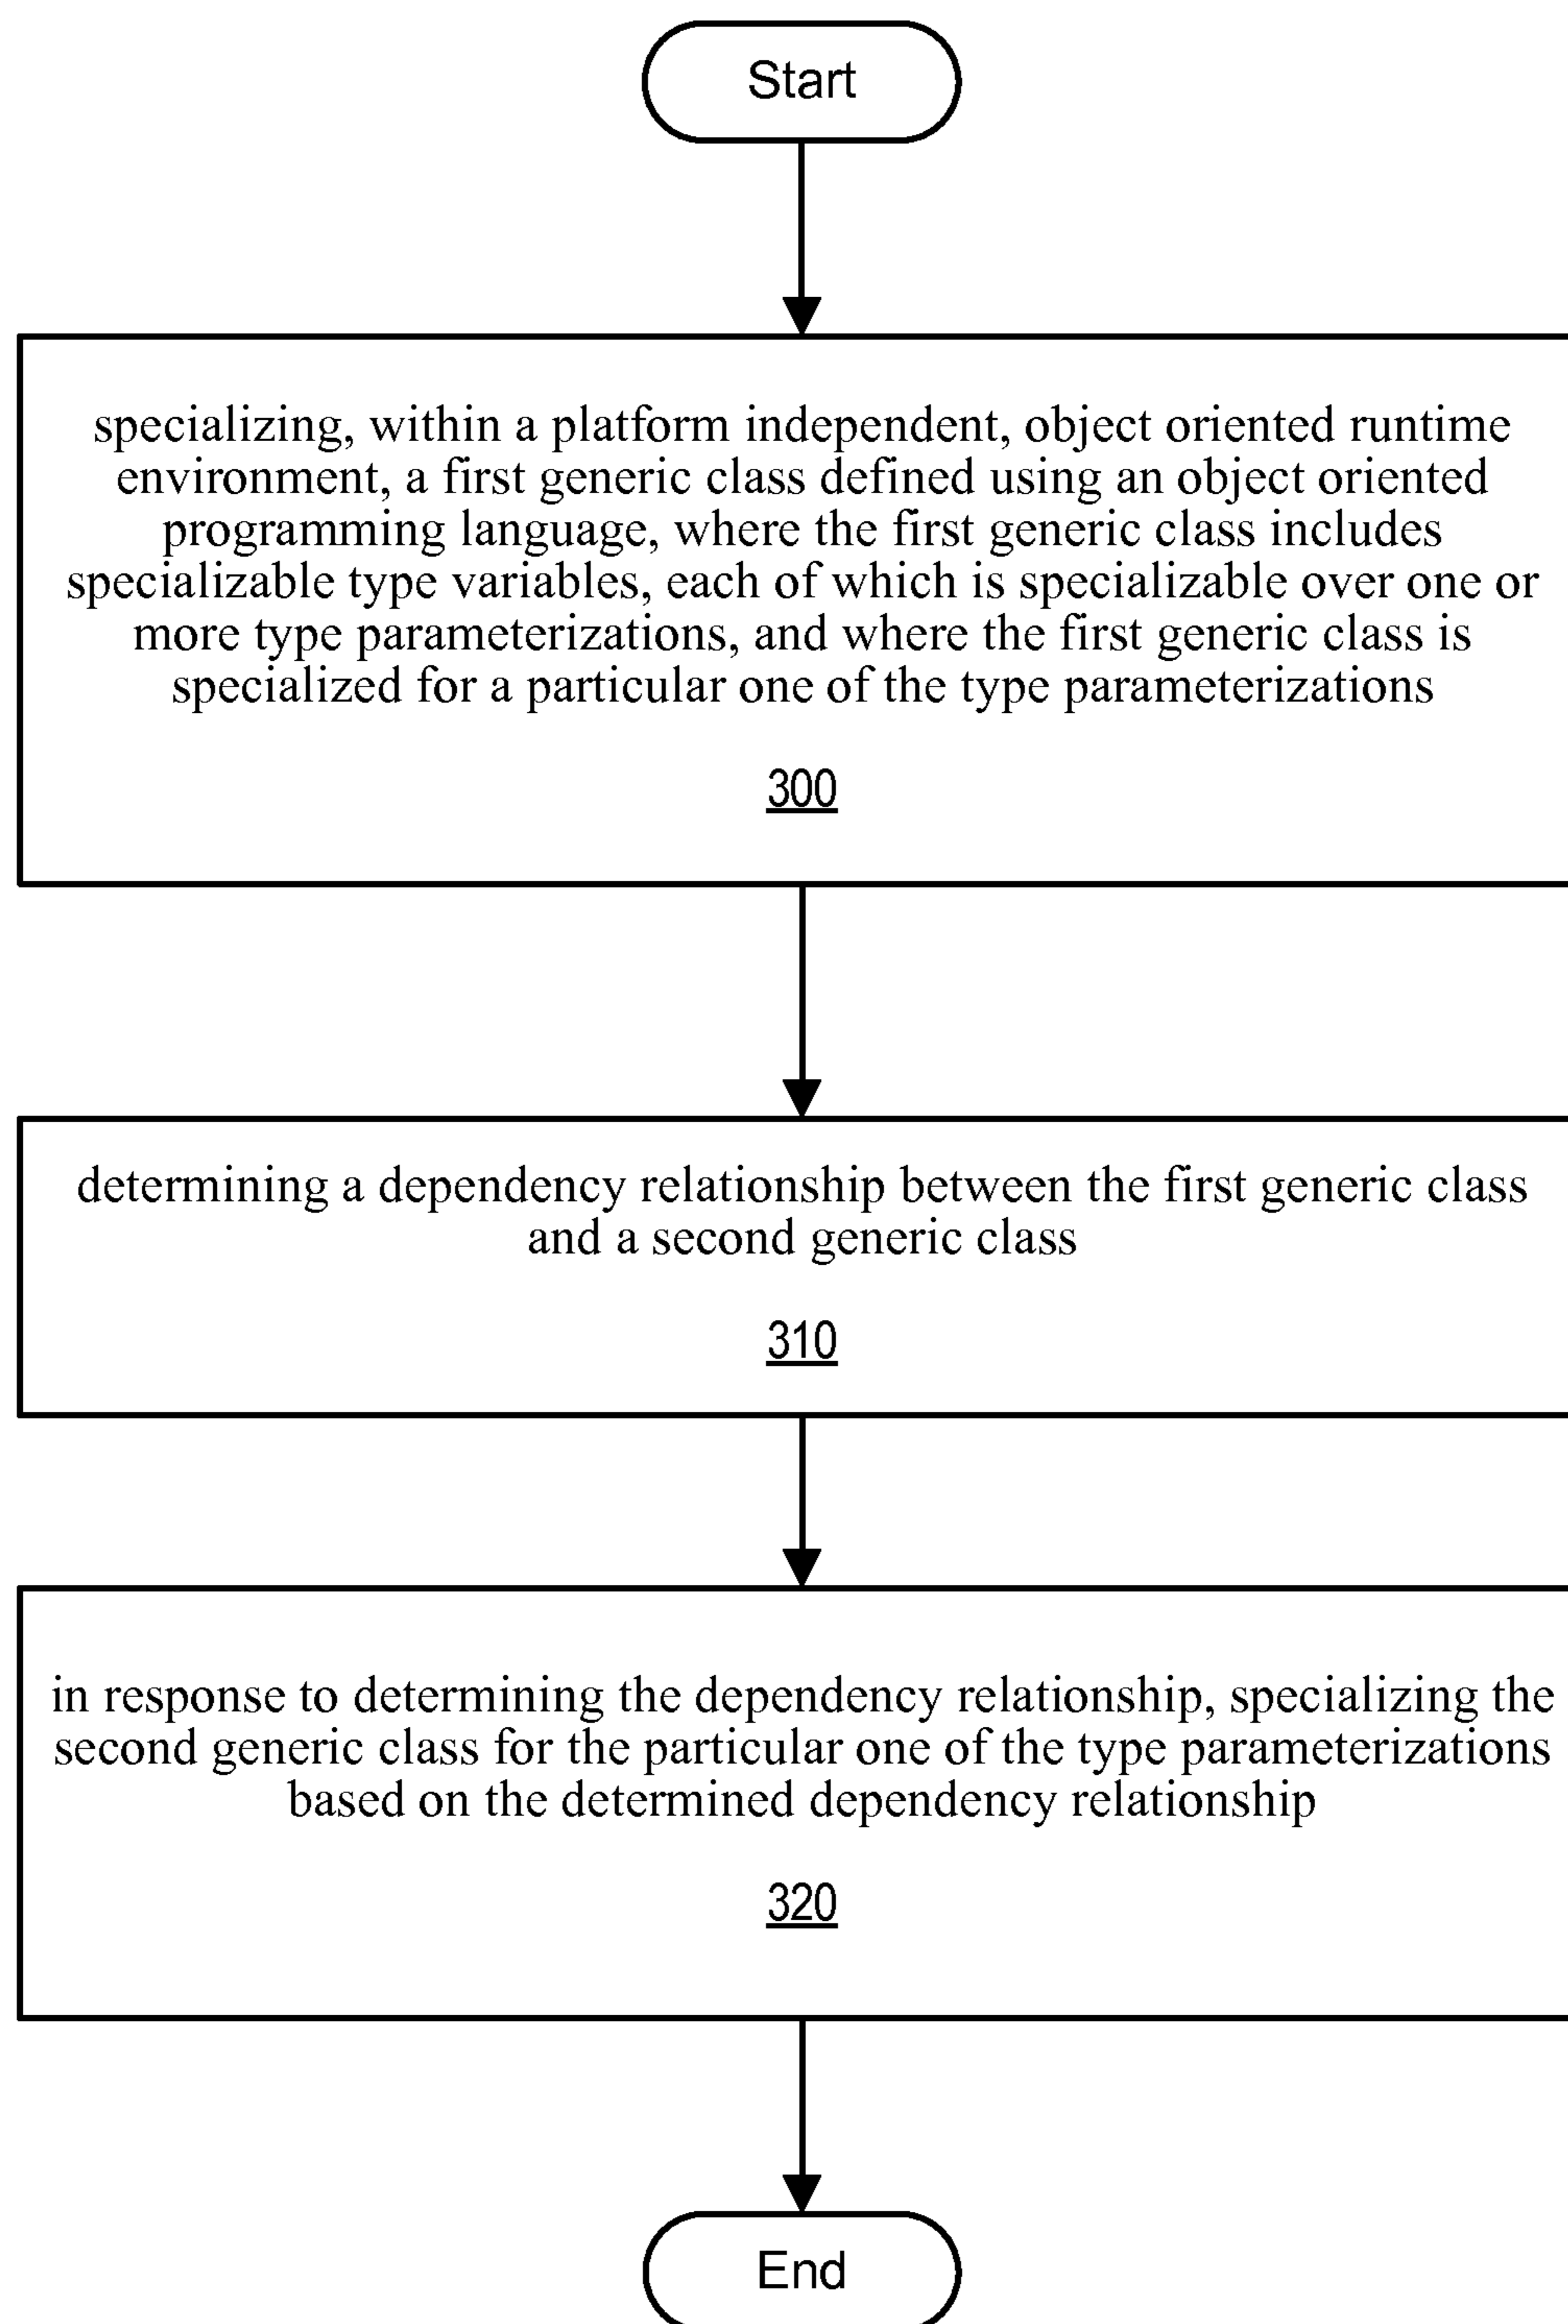 Start
specializing, within a platform independent, object oriented runtime
environment, a first generic class defined using an object oriented
programming language, where the first generic class includes
specializable type variables, each of which is specializable over one or
more type parameterizations, and where the first generic class is
specialized for a particular one of the type parameterizations
300
determining a dependency relationship between the first generic class
and a second generic class
310
in response to determining the dependency relationship, specializing the
second generic class for the particular one of the type parameterizations
based on the determined dependency relationship
320
End